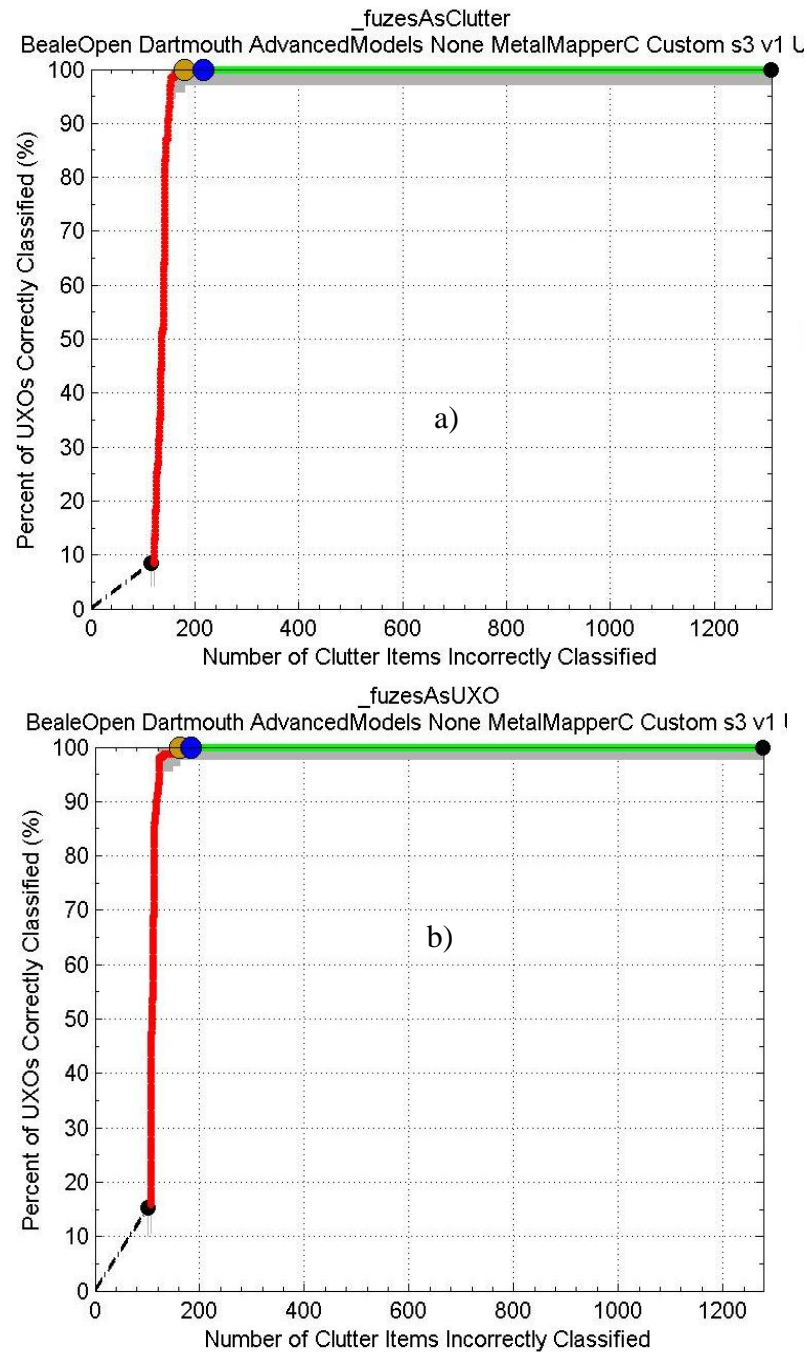 _fuzesAsClutter
BealeOpen Dartmouth AdvancedModels None MetalMapperC Custom s3 v1 U
100
90
80
70
60
50
40
30
20
10
0
Percent of UXOs Correctly Classified (%)
a)
0 200 400 600 800 1000 1200
Number of Clutter Items Incorrectly Classified
_fuzesAsUXO
BealeOpen Dartmouth AdvancedModels None MetalMapperC Custom s3 v1 U
100
90
80
70
60
50
40
30
20
10
0
Percent of UXOs Correctly Classified (%)
b)
0 200 400 600 800 1000 1200
Number of Clutter Items Incorrectly Classified